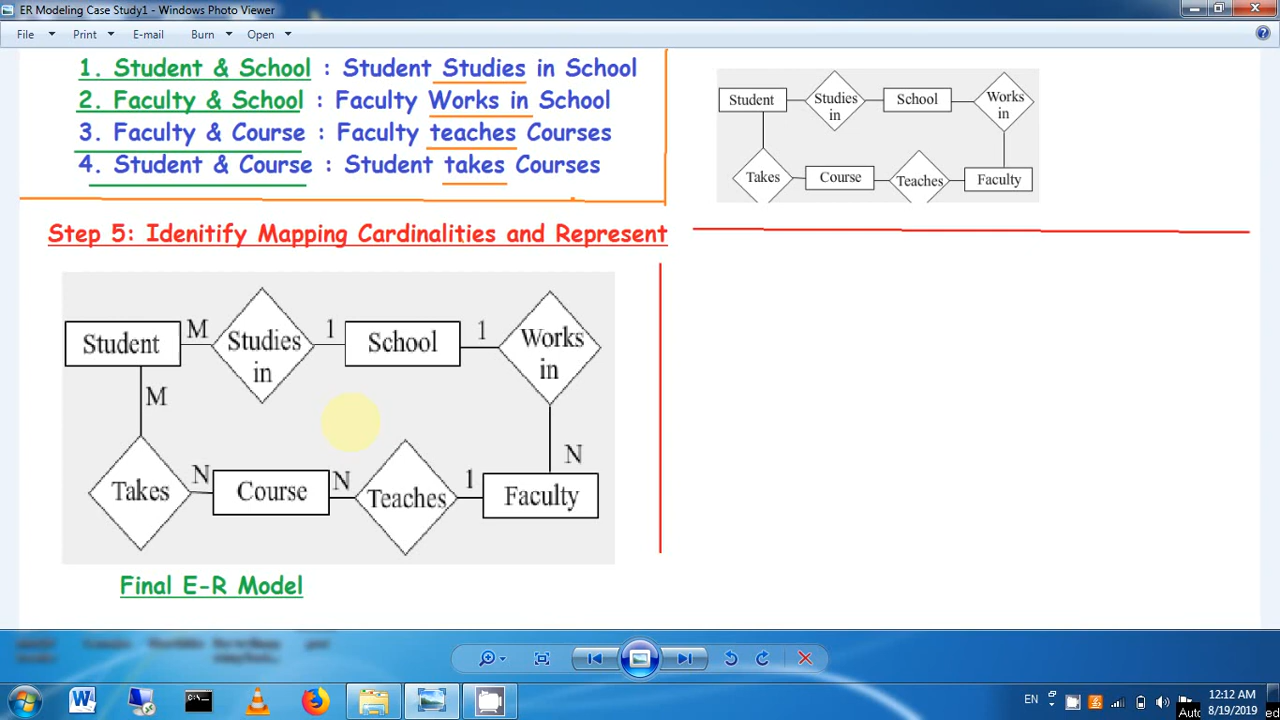 ER Modeling Case Study1 - Windows Photo Viewer
File Print E-mail Burn Open
1. Student & School : Student Studies in School
2. Faculty & School : Faculty Works in School
3. Faculty & Course : Faculty teaches Courses
4. Student & Course : Student takes Courses
Student Studies in School Works in
Takes Course Teaches Faculty
Step 5: Idenitify Mapping Cardinalities and Represent
Student M Studies in 1 School 1 Works in
M N
Takes N Course N Teaches 1 Faculty
Final E-R Model
EN 12:12 AM
8/19/2019